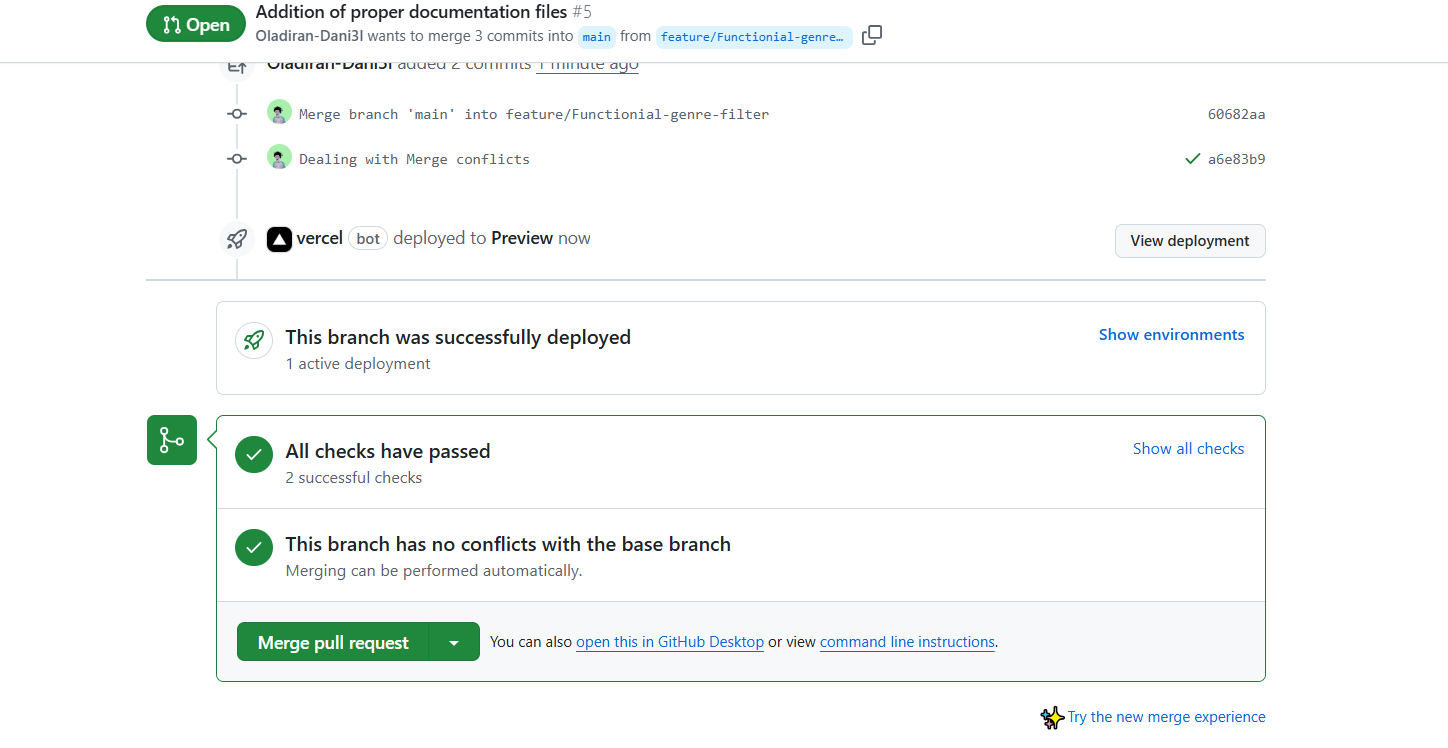 Open
Addition of proper documentation files #5
Oladiran-Dani3l wants to merge 3 commits into main from feature/Functionial-genre…
Oladiran-Dani3l added 2 commits 1 minute ago
Merge branch 'main' into feature/Functionial-genre-filter 60682aa
Dealing with Merge conflicts a6e83b9
vercel bot deployed to Preview now View deployment
This branch was successfully deployed Show environments
1 active deployment
All checks have passed Show all checks
2 successful checks
This branch has no conflicts with the base branch
Merging can be performed automatically.
Merge pull request You can also open this in GitHub Desktop or view command line instructions.
Try the new merge experience